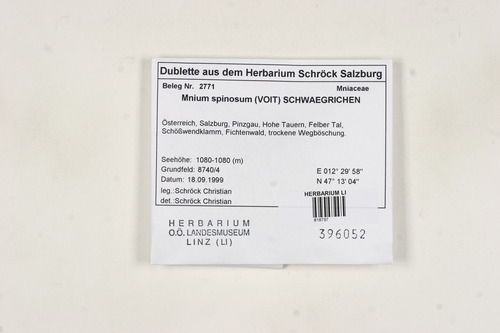 Dublette aus dem Herbarium Schröck Salzburg
Beleg Nr. 2771 Mniaceae
Mnium spinosum (VOIT) SCHWAEGRICHEN
Österreich, Salzburg, Pinzgau, Hohe Tauern, Felber Tal,
Schößwendklamm, Fichtenwald, trockene Wegböschung.
Seehöhe: 1080-1080 (m)
Grundfeld: 8740/4 E 012° 29' 58"
Datum: 18.09.1999 N 47° 13' 04"
leg.:Schröck Christian
det.:Schröck Christian
HERBARIUM LI
HERBARIUM
O.Ö. LANDESMUSEUM
LINZ (LI)
396052